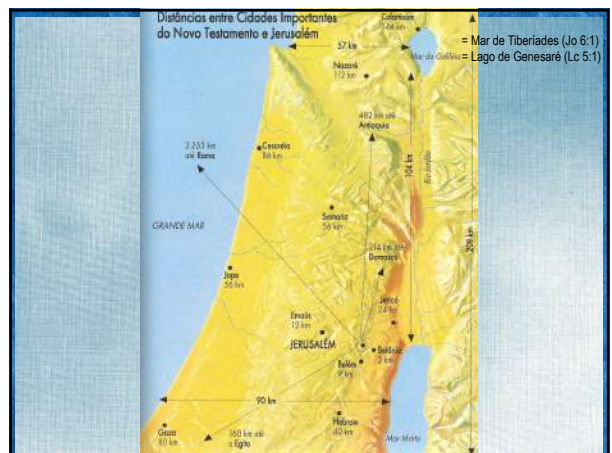 Distâncias entre Cidades Importantes
do Novo Testamento e Jerusalém
Cafarnaum
144 km
57 km
Mar da Galiléia
= Mar de Tiberíades (Jo 6:1)
= Lago de Genesaré (Lc 5:1)
Nazaré
112 km
482 km até
Antioquia
2.253 km
até Roma
Cesaréia
86 km
104 km
Rio Jordão
Samaria
56 km
GRANDE MAR
209 km
214 km até
Damasco
Jope
56 km
Jericó
24 km
Emaús
12 km
JERUSALÉM
Betânia
3 km
Belém
9 km
90 km
Hebrom
40 km
Gaza
80 km
160 km até
o Egito
Mar Morto